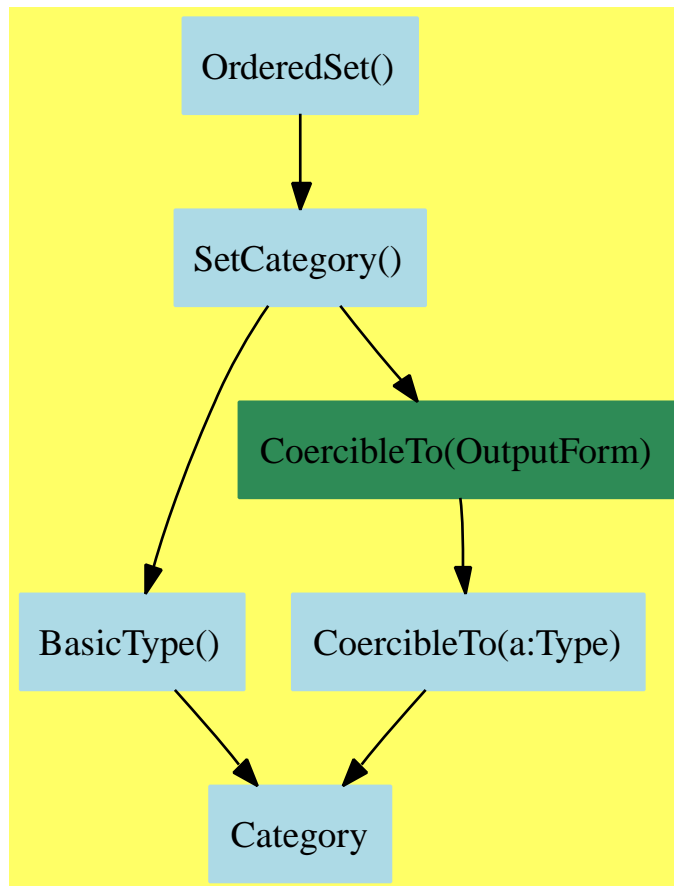 OrderedSet()
SetCategory()
CoercibleTo(OutputForm)
BasicType()
CoercibleTo(a:Type)
Category